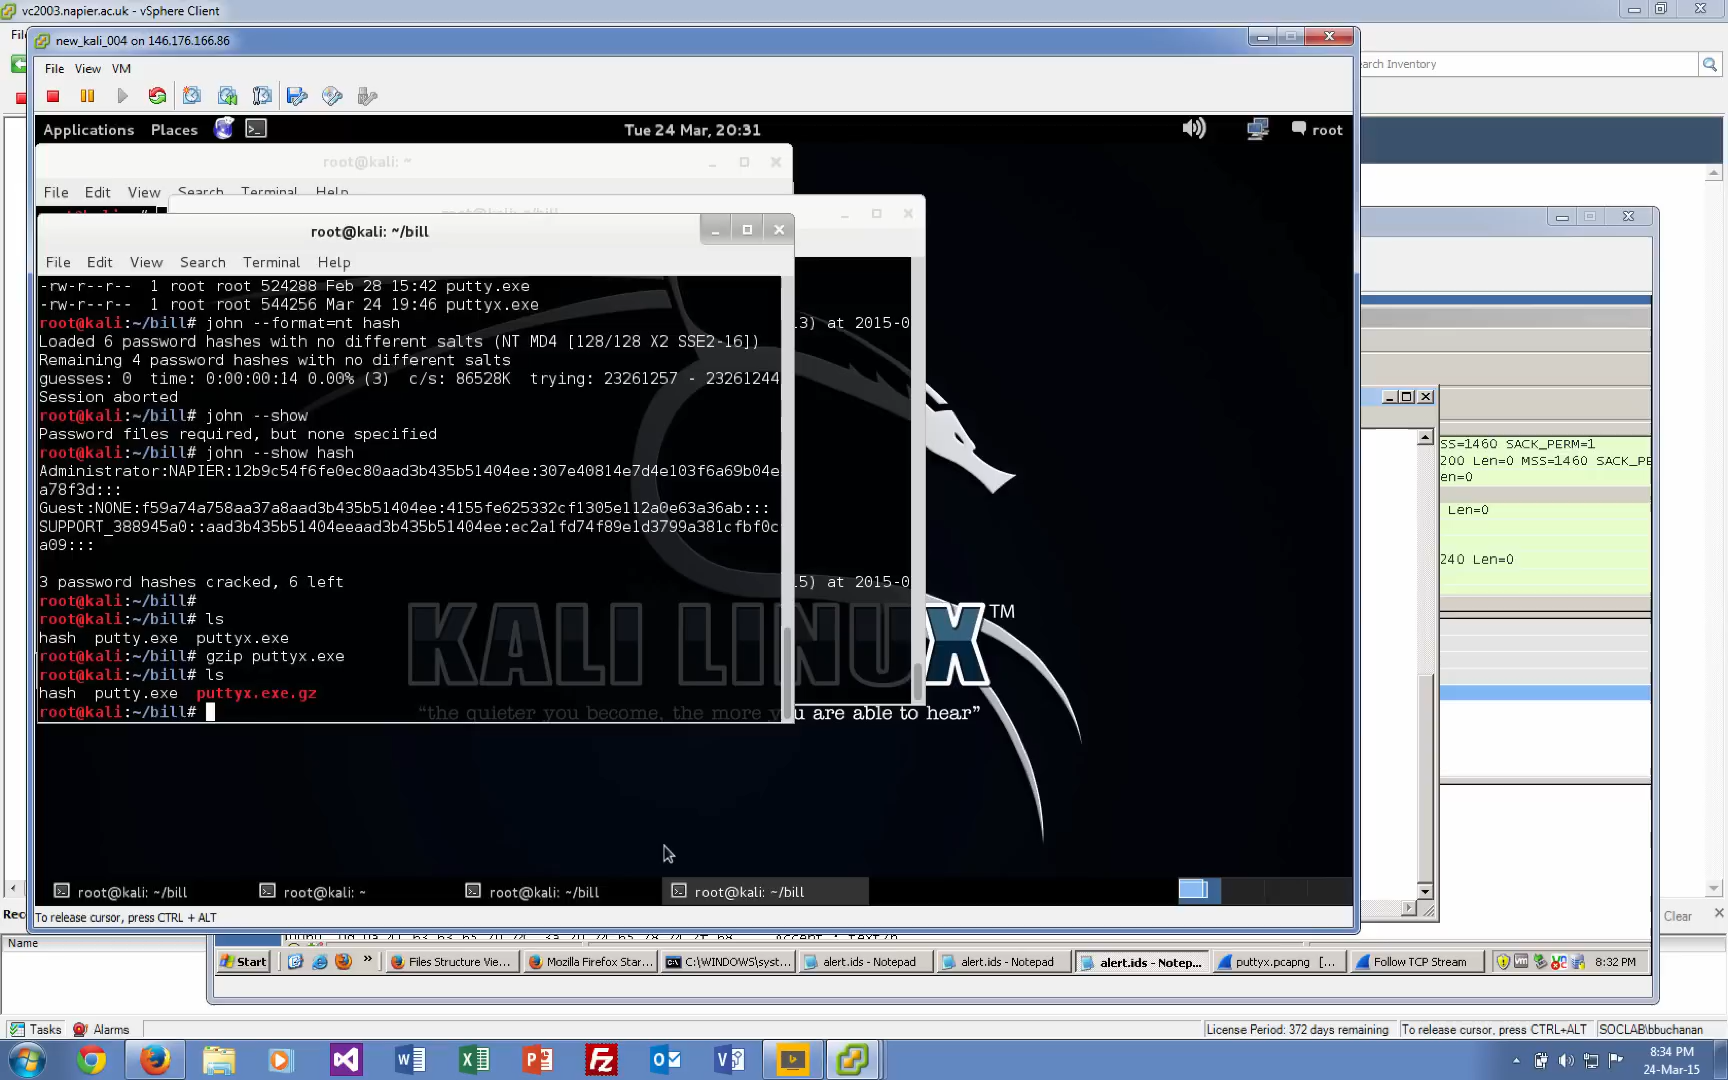 vc2003.napier.ac.uk - vSphere Client
new_kali_004 on 146.176.166.86
File View VM
earch Inventory
Applications Places
Tue 24 Mar, 20:31
root
root@kali: ~
File Edit View Search Terminal Help
root@kali: ~/bill
File Edit View Search Terminal Help
-rw-r--r-- 1 root root 524288 Feb 28 15:42 putty.exe
-rw-r--r-- 1 root root 544256 Mar 24 19:46 puttyx.exe
root@kali:~/bill# john --format=nt hash
Loaded 6 password hashes with no different salts (NT MD4 [128/128 X2 SSE2-16])
Remaining 4 password hashes with no different salts
guesses: 0 time: 0:00:00:14 0.00% (3) c/s: 86528K trying: 23261257 - 23261244
Session aborted
root@kali:~/bill# john --show
Password files required, but none specified
root@kali:~/bill# john --show hash
Administrator:NAPIER:12b9c54f6fe0ec80aad3b435b51404ee:307e40814e7d4e103f6a69b04e
a78f3d:::
Guest:NONE:f59a74a758aa37a8aad3b435b51404ee:4155fe625332cf1305e112a0e63a36ab:::
SUPPORT_388945a0::aad3b435b51404eeaad3b435b51404ee:ec2a1fd74f89e1d3799a381cfbf0c
a09:::
3 password hashes cracked, 6 left
root@kali:~/bill#
root@kali:~/bill# ls
hash putty.exe puttyx.exe
root@kali:~/bill# gzip puttyx.exe
root@kali:~/bill# ls
hash putty.exe puttyx.exe.gz
root@kali:~/bill#
3) at 2015-0
5) at 2015-0
KALI LINUX TM
“the quieter you become, the more you are able to hear”
SS=1460 SACK_PERM=1
200 Len=0 MSS=1460 SACK_PE
en=0
Len=0
240 Len=0
root@kali: ~/bill
root@kali: ~
root@kali: ~/bill
root@kali: ~/bill
To release cursor, press CTRL + ALT
Clear
Name
Start
Files Structure Vie...
Mozilla Firefox Star...
C:\WINDOWS\syst...
alert.ids - Notepad
alert.ids - Notepad
alert.ids - Notep...
puttyx.pcapng [...
Follow TCP Stream
8:32 PM
Tasks Alarms
License Period: 372 days remaining
To release cursor, press CTRL+ALT
SOCLAB\bbuchanan
8:34 PM
24-Mar-15